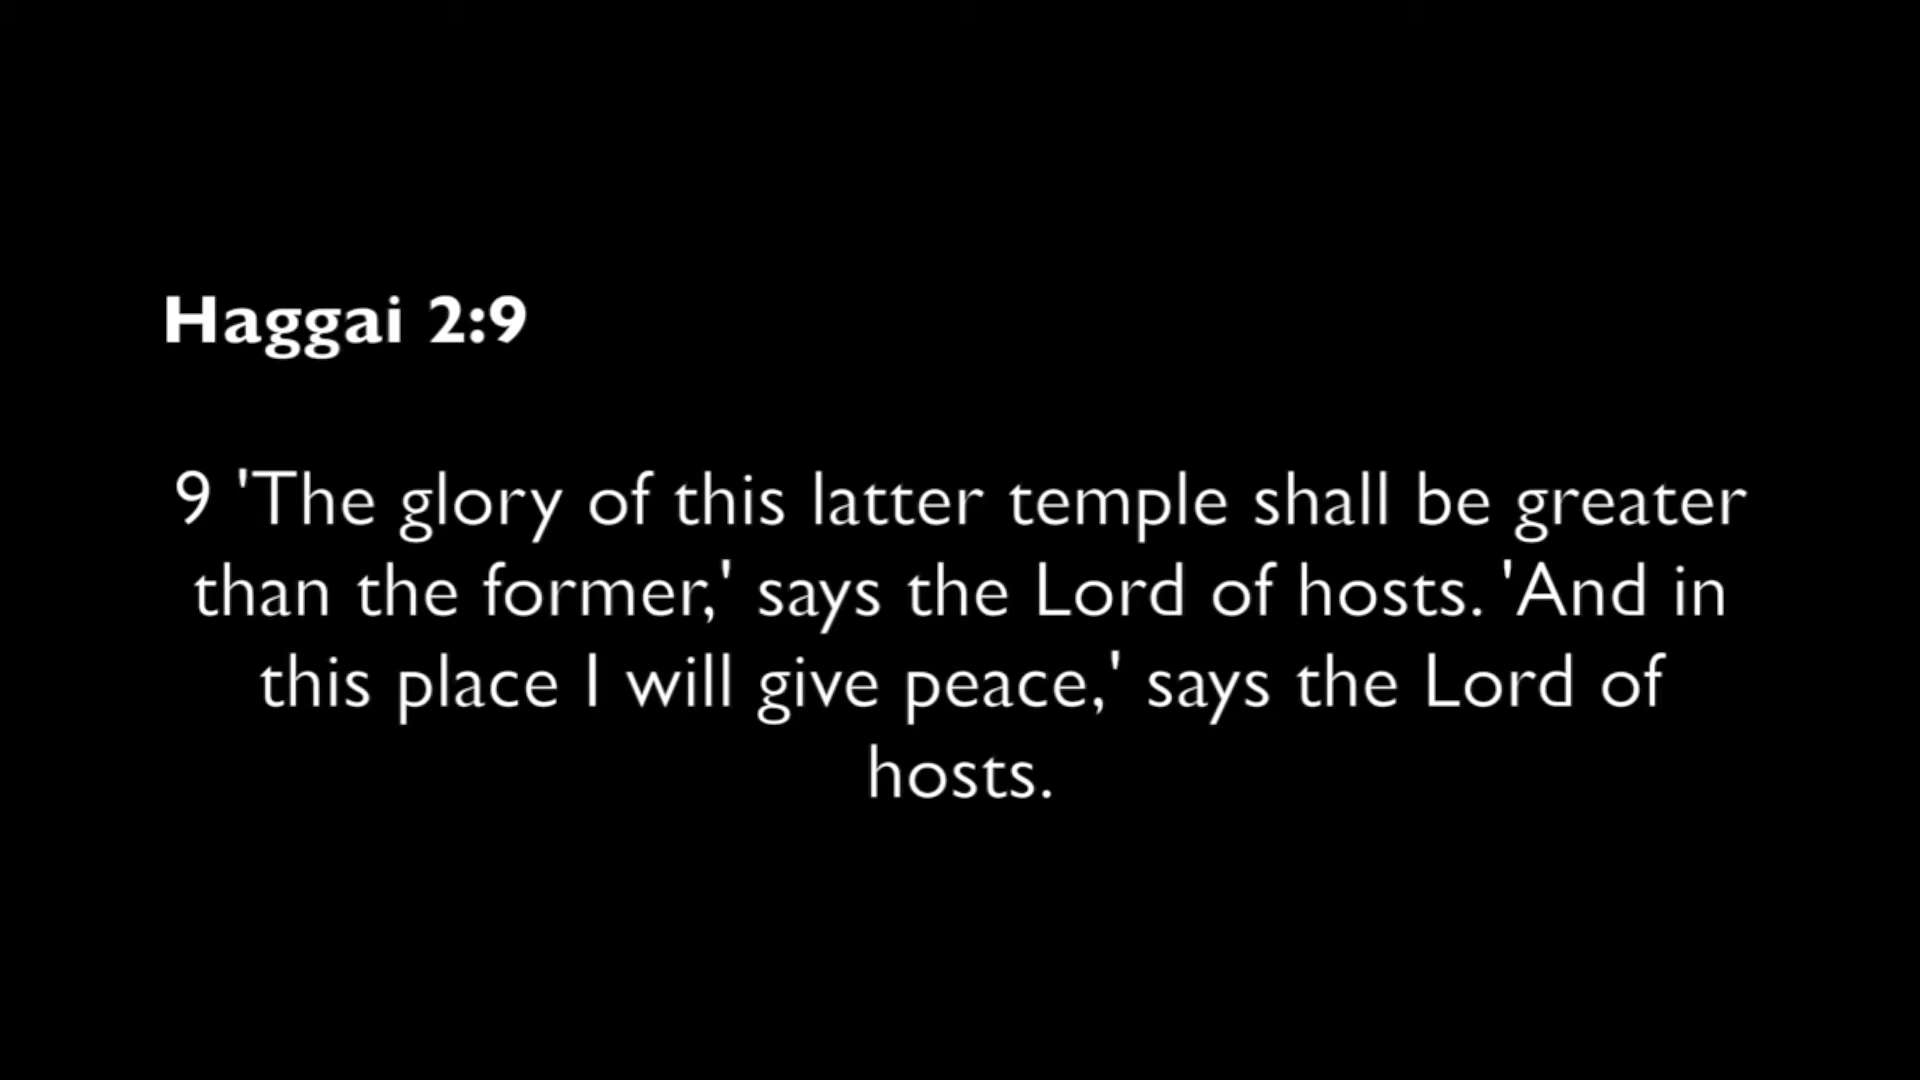 Haggai 2:9
9 'The glory of this latter temple shall be greater
than the former,' says the Lord of hosts. 'And in
this place I will give peace,' says the Lord of
hosts.